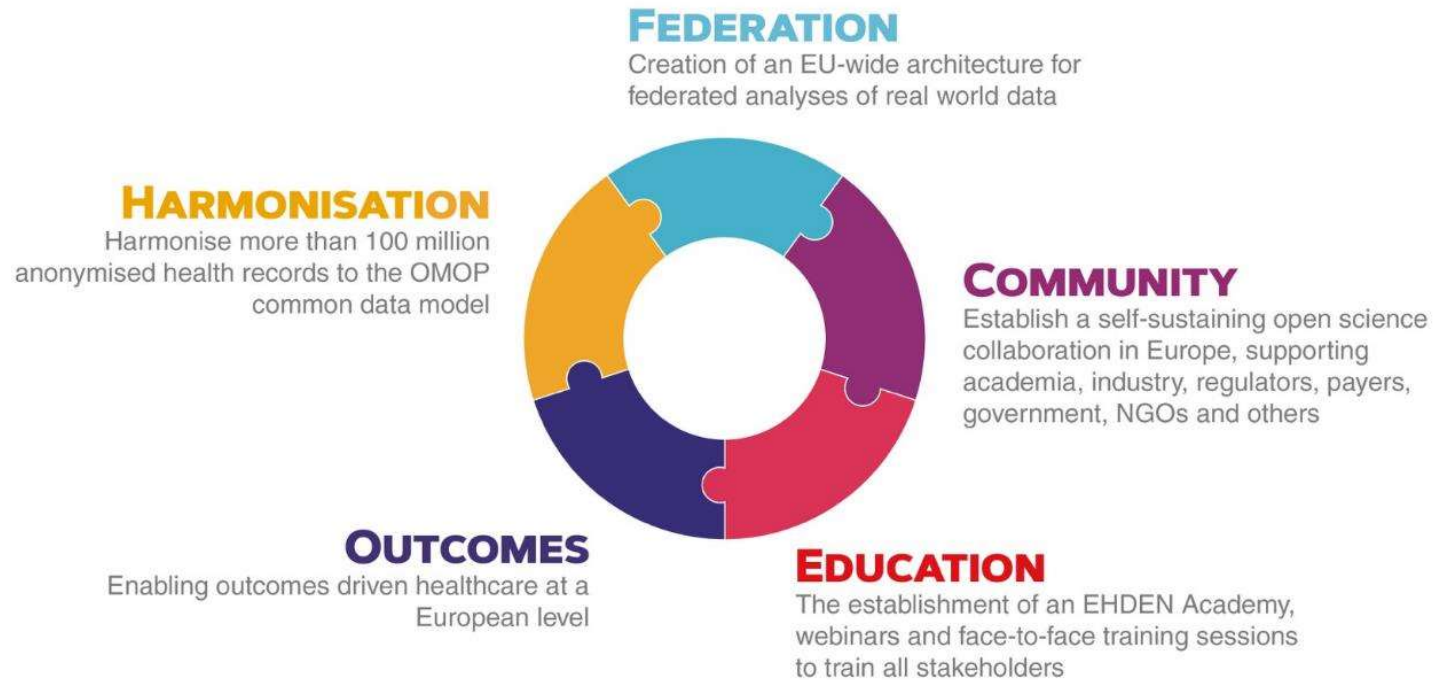 FEDERATION
Creation of an EU-wide architecture for
federated analyses of real world data
HARMONISATION
Harmonise more than 100 million
anonymised health records to the OMOP
common data model
COMMUNITY
Establish a self-sustaining open science
collaboration in Europe, supporting
academia, industry, regulators, payers,
government, NGOs and others
OUTCOMES
Enabling outcomes driven healthcare at a
European level
EDUCATION
The establishment of an EHDEN Academy,
webinars and face-to-face training sessions
to train all stakeholders